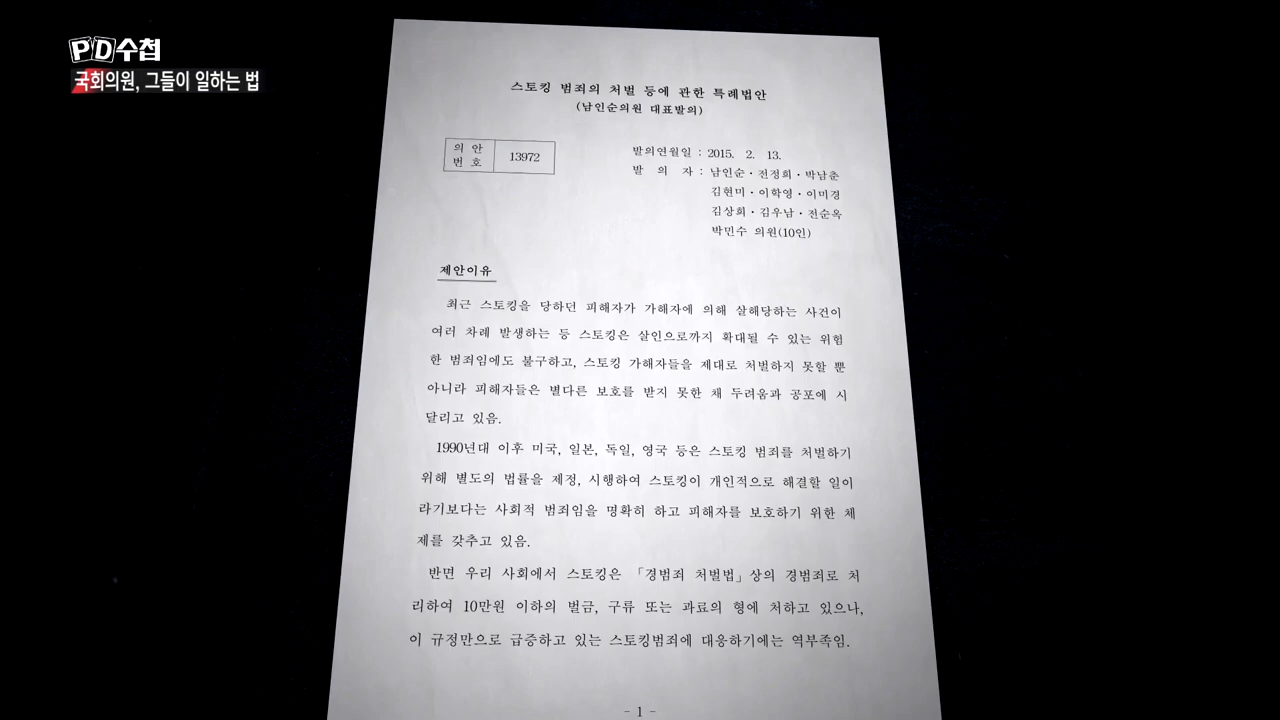 PD수첩
국회의원, 그들이 일하는 법
스토킹 범죄의 처벌 등에 관한 특례법안
(남인순의원 대표발의)
의 안
번 호
13972
발의연월일 : 2015. 2. 13.
발 의 자 : 남인순·전정희·박남춘
김현미·이학영·이미경
김상희·김우남·전순옥
박민수 의원(10인)
제안이유
최근 스토킹을 당하던 피해자가 가해자에 의해 살해당하는 사건이
여러 차례 발생하는 등 스토킹은 살인으로까지 확대될 수 있는 위험
한 범죄임에도 불구하고, 스토킹 가해자들을 제대로 처벌하지 못할 뿐
아니라 피해자들은 별다른 보호를 받지 못한 채 두려움과 공포에 시
달리고 있음.
1990년대 이후 미국, 일본, 독일, 영국 등은 스토킹 범죄를 처벌하기
위해 별도의 법률을 제정, 시행하여 스토킹이 개인적으로 해결할 일이
라기보다는 사회적 범죄임을 명확히 하고 피해자를 보호하기 위한 체
제를 갖추고 있음.
반면 우리 사회에서 스토킹은 「경범죄 처벌법」상의 경범죄로 처
리하여 10만원 이하의 벌금, 구류 또는 과료의 형에 처하고 있으나,
이 규정만으로 급증하고 있는 스토킹범죄에 대응하기에는 역부족임.
- 1 -